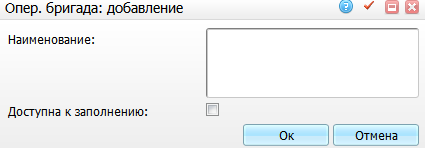 Опер. бригада: добавление
Наименование:
Доступна к заполнению:
Ок Отмена